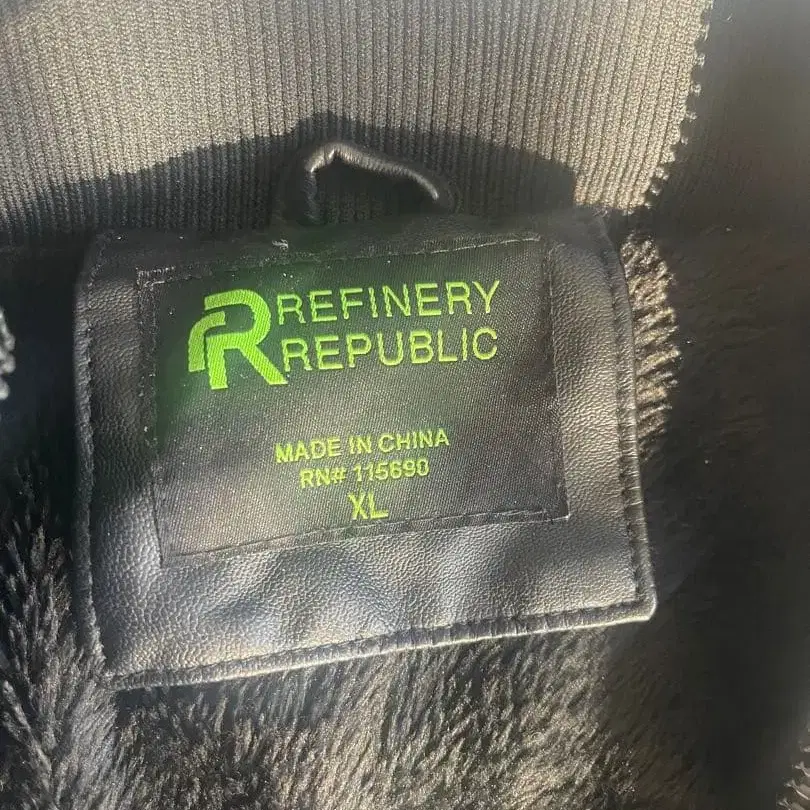 R REFINERY
REPUBLIC
MADE IN CHINA
RN# 115690
XL